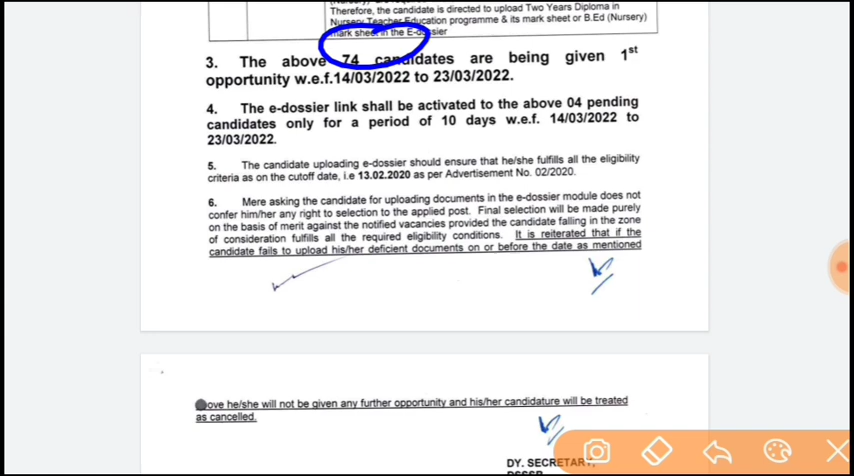 Therefore, the candidate is directed to upload Two Years Diploma in
Nursery Teacher Education programme & its mark sheet or B.Ed (Nursery)
mark sheet in the E-dossier
3. The above 74 candidates are being given 1st
opportunity w.e.f.14/03/2022 to 23/03/2022.
4. The e-dossier link shall be activated to the above 04 pending
candidates only for a period of 10 days w.e.f. 14/03/2022 to
23/03/2022.
5. The candidate uploading e-dossier should ensure that he/she fulfills all the eligibility
criteria as on the cutoff date, i.e 13.02.2020 as per Advertisement No. 02/2020.
6. Mere asking the candidate for uploading documents in the e-dossier module does not
confer him/her any right to selection to the applied post. Final selection will be made purely
on the basis of merit against the notified vacancies provided the candidate falling in the zone
of consideration fulfills all the required eligibility conditions. It is reiterated that if the
candidate fails to upload his/her deficient documents on or before the date as mentioned
ove he/she will not be given any further opportunity and his/her candidature will be treated
as cancelled.
DY. SECRETARY,
DSSSB